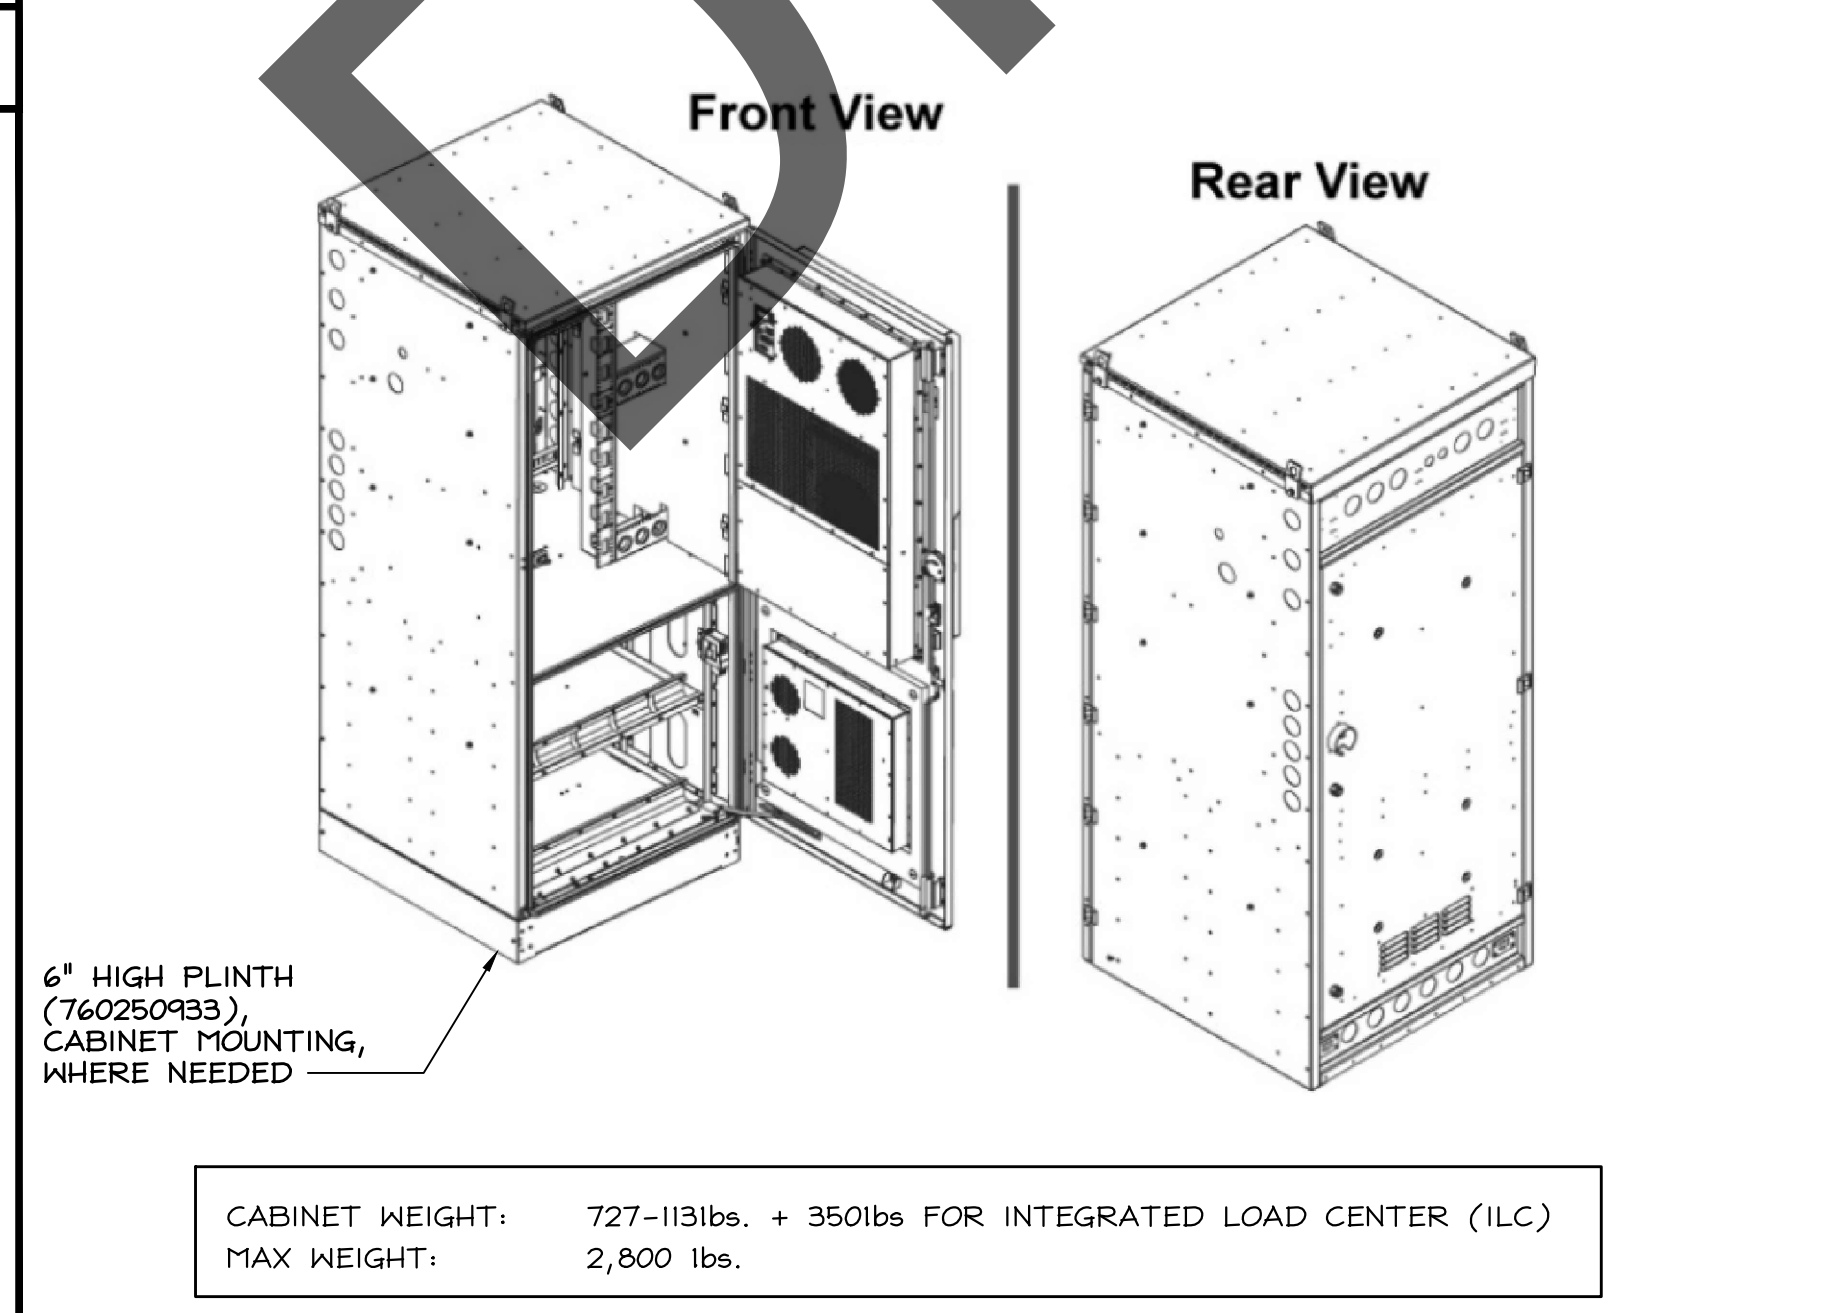 Front View
Rear View
6" HIGH PLINTH
(760250933),
CABINET MOUNTING,
WHERE NEEDED
CABINET WEIGHT: 727-1131lbs. + 350lbs FOR INTEGRATED LOAD CENTER (ILC)
MAX WEIGHT: 2,800 lbs.